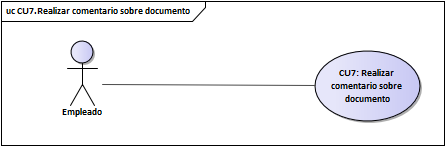 uc CU7.Realizar comentario sobre documento
CU7: Realizar
comentario sobre
documento
Empleado